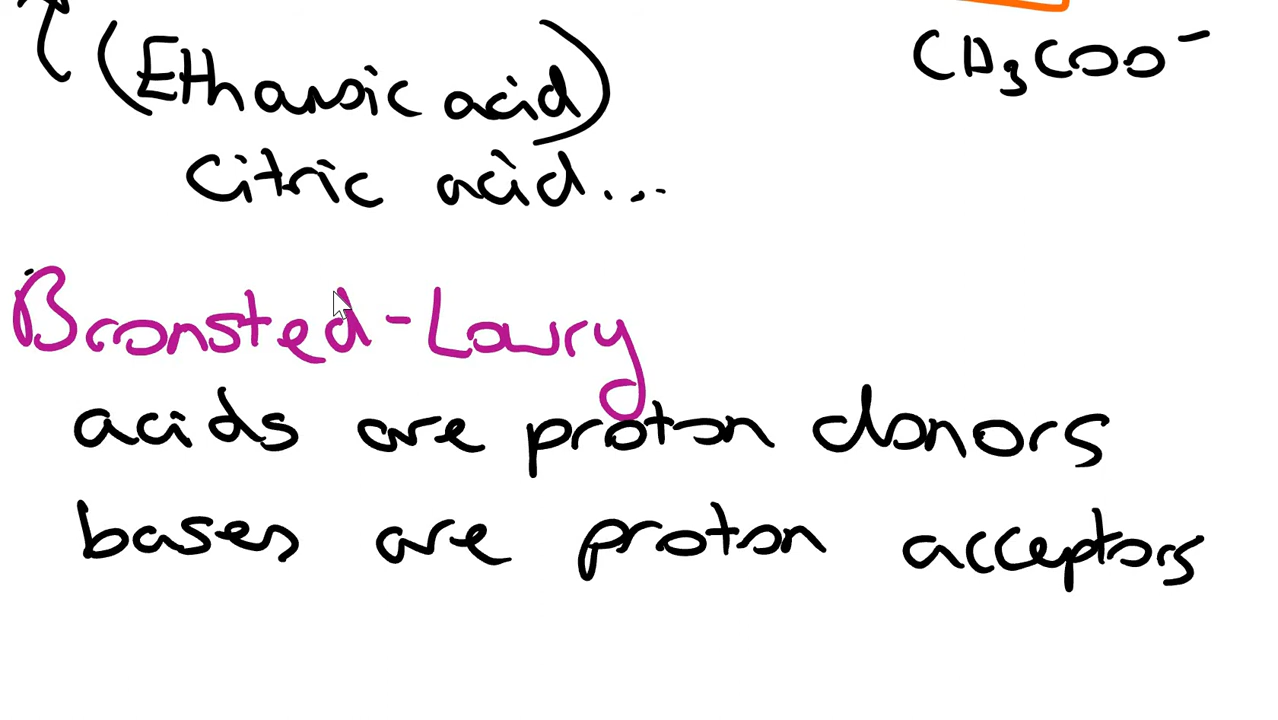 (Ethanoic acid)
CH₃COO⁻
Citric acid...
Bronsted-Lowry
acids are proton donors
bases are proton acceptors